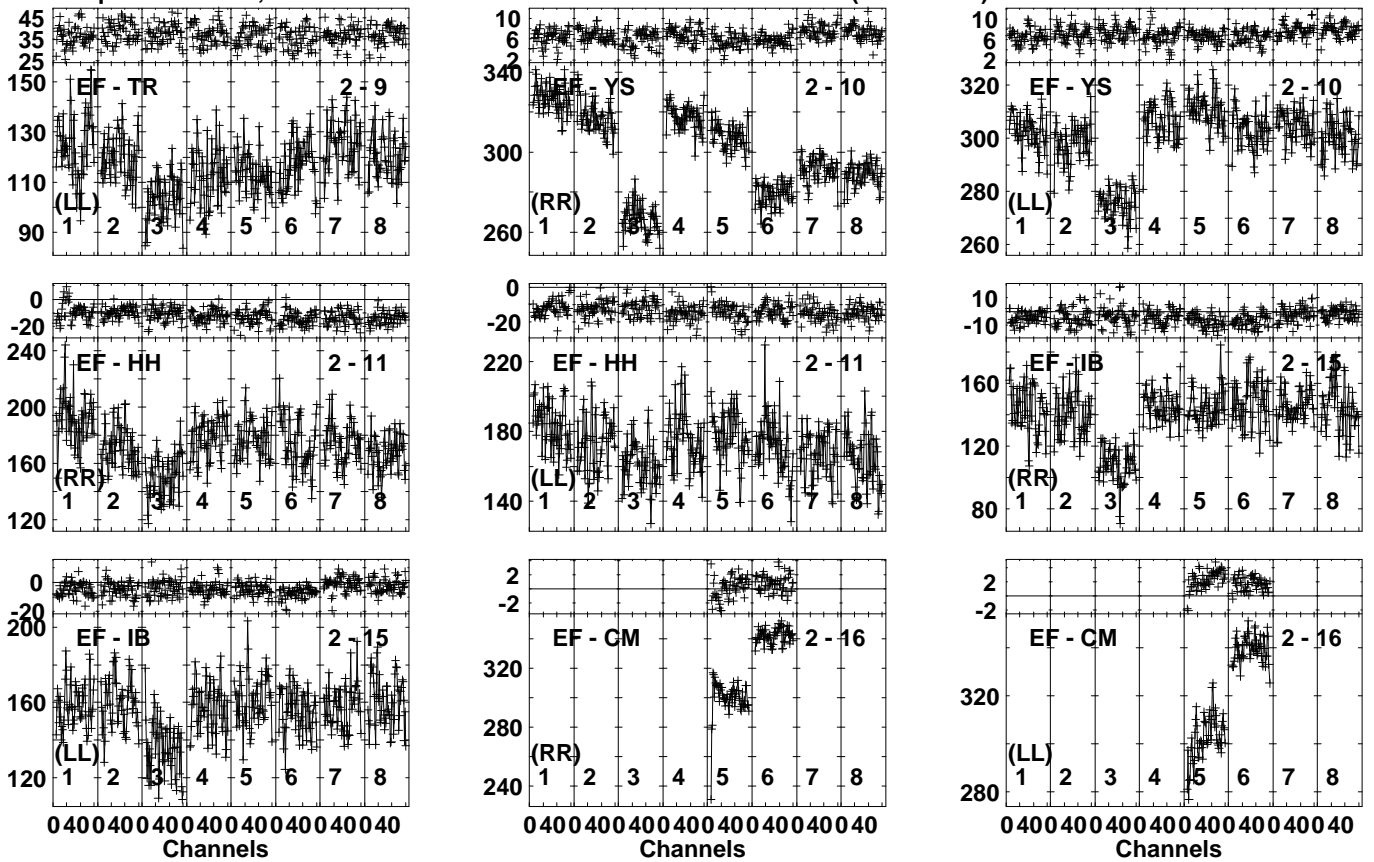 45
35
25
150
EF - TR 2 - 9
130
110
(LL)
90
1 2 3 4 5 6 7 8
10
6
2
340
EF - YS 2 - 10
300
(RR)
260
1 2 3 4 5 6 7 8
10
6
2
320
EF - YS 2 - 10
300
280
(LL)
260
1 2 3 4 5 6 7 8
0
-20
240
EF - HH 2 - 11
200
160
(RR)
120
1 2 3 4 5 6 7 8
0
-20
220
EF - HH 2 - 11
180
(LL)
140
1 2 3 4 5 6 7 8
10
-10
160
EF - IB 2 - 15
120
(RR)
80
1 2 3 4 5 6 7 8
0
-20
200
EF - IB 2 - 15
160
(LL)
120
1 2 3 4 5 6 7 8
0 40 0 40 0 40 0 40 0 40 0 40 0 40 0 40
Channels
2
-2
EF - CM 2 - 16
320
280
(RR)
240
1 2 3 4 5 6 7 8
0 40 0 40 0 40 0 40 0 40 0 40 0 40 0 40
Channels
2
-2
EF - CM 2 - 16
320
(LL)
280
1 2 3 4 5 6 7 8
0 40 0 40 0 40 0 40 0 40 0 40 0 40 0 40
Channels